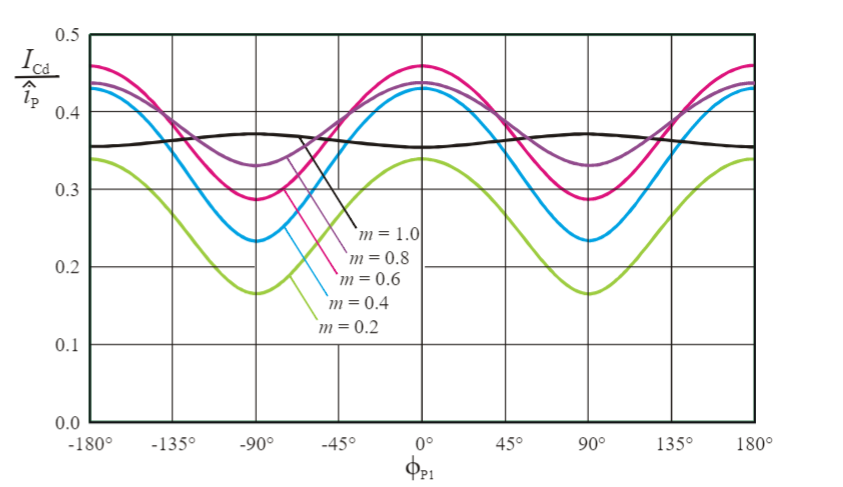 0.5
I_Cd
î_P
0.4
0.3
0.2
0.1
0.0
m = 1.0
m = 0.8
m = 0.6
m = 0.4
m = 0.2
-180° -135° -90° -45° 0° 45° 90° 135° 180°
ϕ_P1